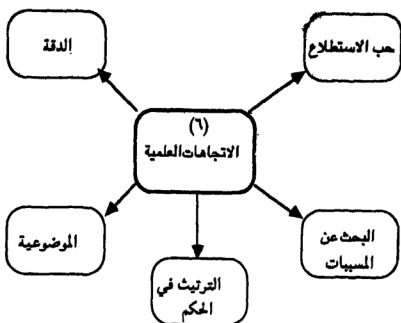 حب الاستطلاع
الدقة
(٦)
الاتجاهات العلمية
البحث عن
المسببات
الموضوعية
التريث في
الحكم